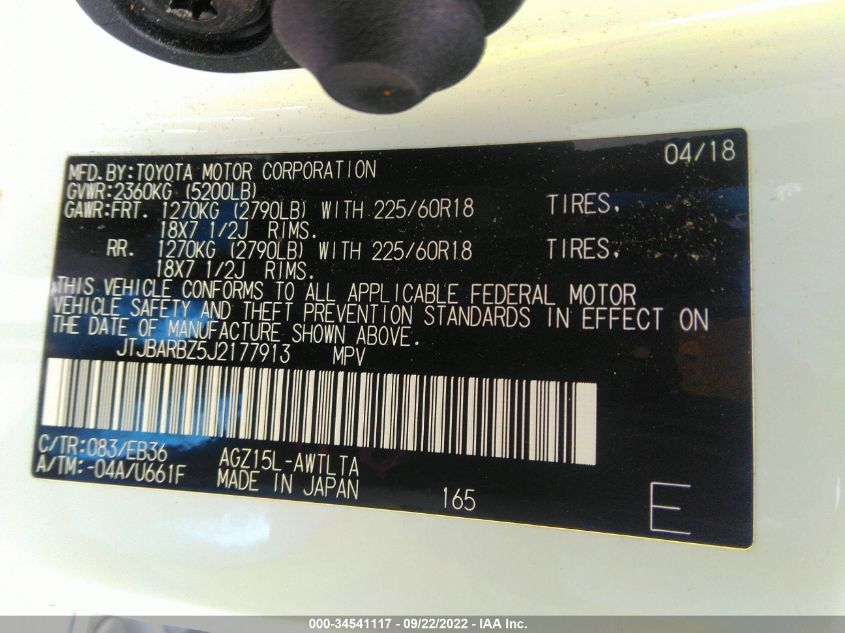 04/18
MFD.BY:TOYOTA MOTOR CORPORATION
GVWR:2360KG (5200LB)
GAWR:FRT. 1270KG (2790LB) WITH 225/60R18 TIRES,
18X7 1/2J RIMS.
RR. 1270KG (2790LB) WITH 225/60R18 TIRES,
18X7 1/2J RIMS.
THIS VEHICLE CONFORMS TO ALL APPLICABLE FEDERAL MOTOR
VEHICLE SAFETY AND THEFT PREVENTION STANDARDS IN EFFECT ON
THE DATE OF MANUFACTURE SHOWN ABOVE.
JTJBARBZ5J2177913 MPV
C/TR:083/EB36 AGZ15L-AWTLTA
A/TM:-04A/U661F MADE IN JAPAN
165
E
000-34541117 - 09/22/2022 - IAA Inc.